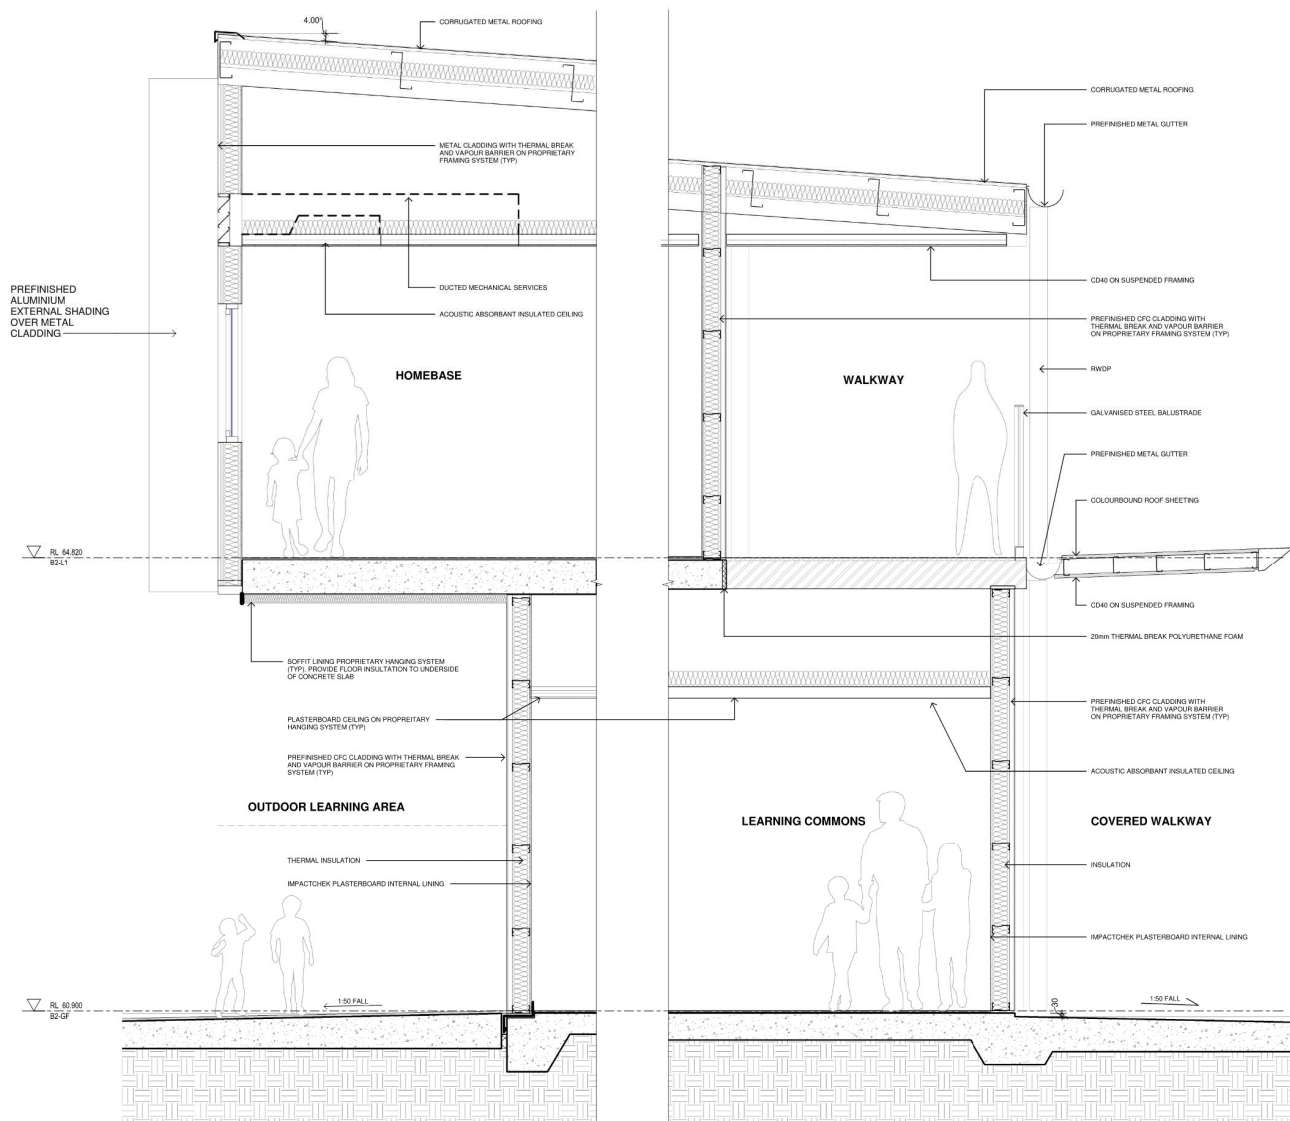 4.00°
CORRUGATED METAL ROOFING
METAL CLADDING WITH THERMAL BREAK
AND VAPOUR BARRIER ON PROPRIETARY
FRAMING SYSTEM (TYP)
DUCTED MECHANICAL SERVICES
ACOUSTIC ABSORBANT INSULATED CEILING
PREFINISHED
ALUMINIUM
EXTERNAL SHADING
OVER METAL
CLADDING
HOMEBASE
RL 64.820
B2-L1
SOFFIT LINING PROPRIETARY HANGING SYSTEM
(TYP). PROVIDE FLOOR INSULTATION TO UNDERSIDE
OF CONCRETE SLAB
PLASTERBOARD CEILING ON PROPREITARY
HANGING SYSTEM (TYP)
PREFINISHED CFC CLADDING WITH THERMAL BREAK
AND VAPOUR BARRIER ON PROPRIETARY FRAMING
SYSTEM (TYP)
OUTDOOR LEARNING AREA
THERMAL INSULATION
IMPACTCHEK PLASTERBOARD INTERNAL LINING
RL 60.900
B2-GF
1:50 FALL
CORRUGATED METAL ROOFING
PREFINISHED METAL GUTTER
CD40 ON SUSPENDED FRAMING
PREFINISHED CFC CLADDING WITH
THERMAL BREAK AND VAPOUR BARRIER
ON PROPRIETARY FRAMING SYSTEM (TYP)
WALKWAY
RWDP
GALVANISED STEEL BALUSTRADE
PREFINISHED METAL GUTTER
COLOURBOUND ROOF SHEETING
CD40 ON SUSPENDED FRAMING
20mm THERMAL BREAK POLYURETHANE FOAM
PREFINISHED CFC CLADDING WITH
THERMAL BREAK AND VAPOUR BARRIER
ON PROPRIETARY FRAMING SYSTEM (TYP)
ACOUSTIC ABSORBANT INSULATED CEILING
LEARNING COMMONS
COVERED WALKWAY
INSULATION
IMPACTCHEK PLASTERBOARD INTERNAL LINING
30
1:50 FALL